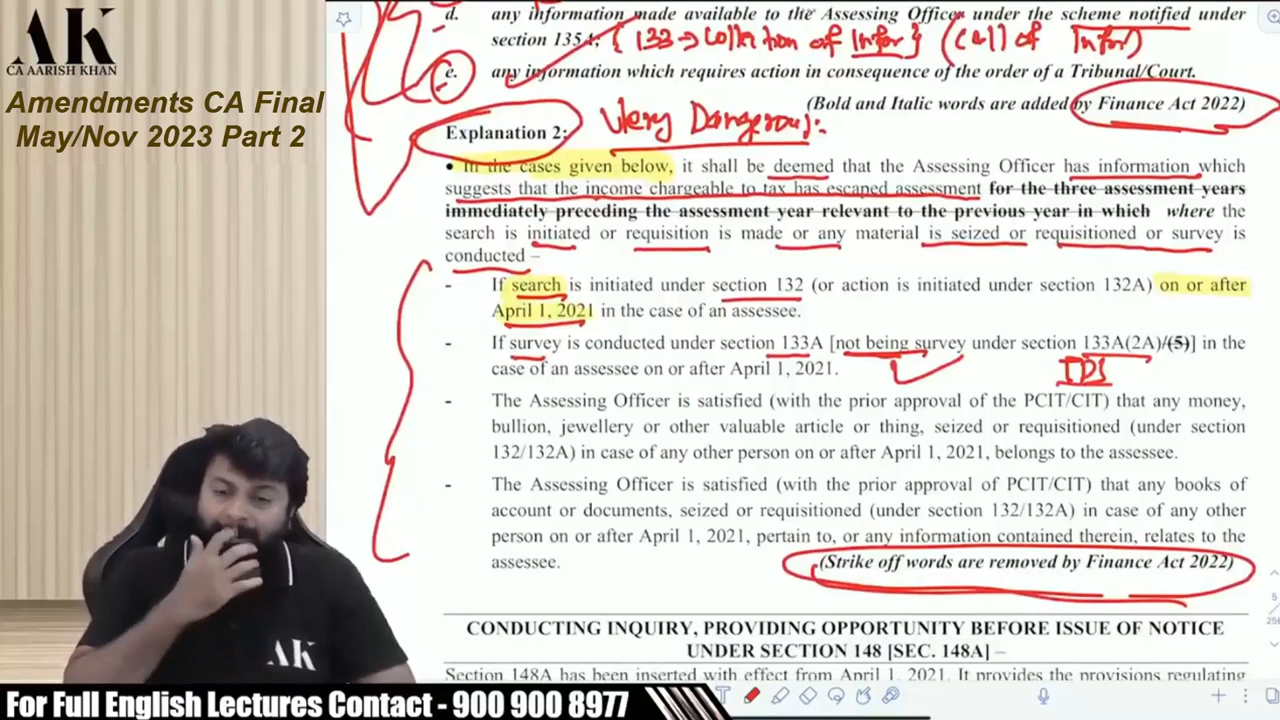 AK
CA AARISH KHAN
Amendments CA Final
May/Nov 2023 Part 2
d. any information made available to the Assessing Officer under the scheme notified under
section 135A; {133 → Collection of Infor} (Call of Infor)
e. any information which requires action in consequence of the order of a Tribunal/Court.
(Bold and Italic words are added by Finance Act 2022)
Explanation 2: Very Dangerous:
• In the cases given below, it shall be deemed that the Assessing Officer has information which
suggests that the income chargeable to tax has escaped assessment for the three assessment years
immediately preceding the assessment year relevant to the previous year in which where the
search is initiated or requisition is made or any material is seized or requisitioned or survey is
conducted –
- If search is initiated under section 132 (or action is initiated under section 132A) on or after
April 1, 2021 in the case of an assessee.
- If survey is conducted under section 133A [not being survey under section 133A(2A)/(5)] in the
case of an assessee on or after April 1, 2021. TDS
- The Assessing Officer is satisfied (with the prior approval of the PCIT/CIT) that any money,
bullion, jewellery or other valuable article or thing, seized or requisitioned (under section
132/132A) in case of any other person on or after April 1, 2021, belongs to the assessee.
- The Assessing Officer is satisfied (with the prior approval of PCIT/CIT) that any books of
account or documents, seized or requisitioned (under section 132/132A) in case of any other
person on or after April 1, 2021, pertain to, or any information contained therein, relates to the
assessee. (Strike off words are removed by Finance Act 2022)
CONDUCTING INQUIRY, PROVIDING OPPORTUNITY BEFORE ISSUE OF NOTICE
UNDER SECTION 148 [SEC. 148A] –
Section 148A has been inserted with effect from April 1, 2021. It provides the provisions regulating
AK
5
256
For Full English Lectures Contact - 900 900 8977